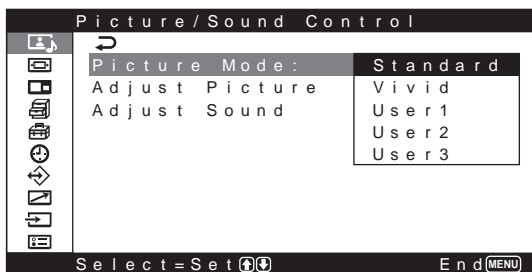 Picture/Sound Control
Picture Mode: Standard
Adjust Picture Vivid
Adjust Sound User1
User2
User3
Select=Set End MENU